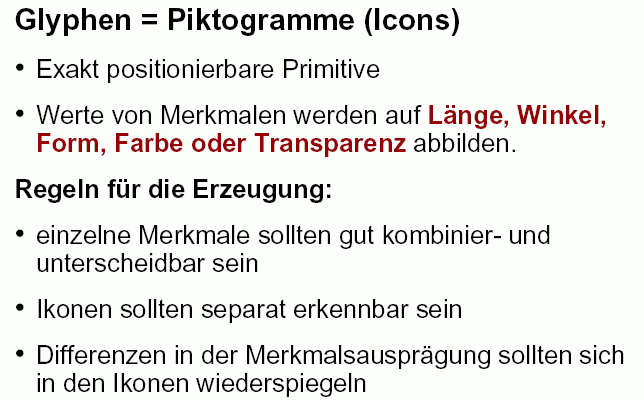 Glyphen = Piktogramme (Icons)
• Exakt positionierbare Primitive
• Werte von Merkmalen werden auf Länge, Winkel,
Form, Farbe oder Transparenz abbilden.
Regeln für die Erzeugung:
• einzelne Merkmale sollten gut kombinier- und
unterscheidbar sein
• Ikonen sollten separat erkennbar sein
• Differenzen in der Merkmalsausprägung sollten sich
in den Ikonen wiederspiegeln